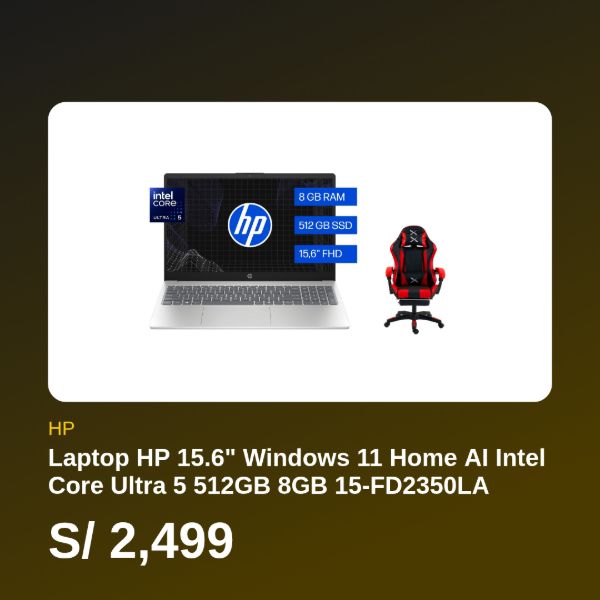 intel
CORE
ULTRA 5
hp
8 GB RAM
512 GB SSD
15,6" FHD
HP
Laptop HP 15.6" Windows 11 Home AI Intel
Core Ultra 5 512GB 8GB 15-FD2350LA
S/ 2,499